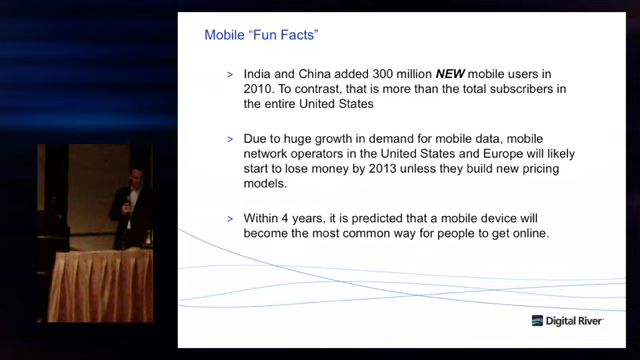 Mobile “Fun Facts”
> India and China added 300 million NEW mobile users in
2010. To contrast, that is more than the total subscribers in
the entire United States
> Due to huge growth in demand for mobile data, mobile
network operators in the United States and Europe will likely
start to lose money by 2013 unless they build new pricing
models.
> Within 4 years, it is predicted that a mobile device will
become the most common way for people to get online.
Digital River